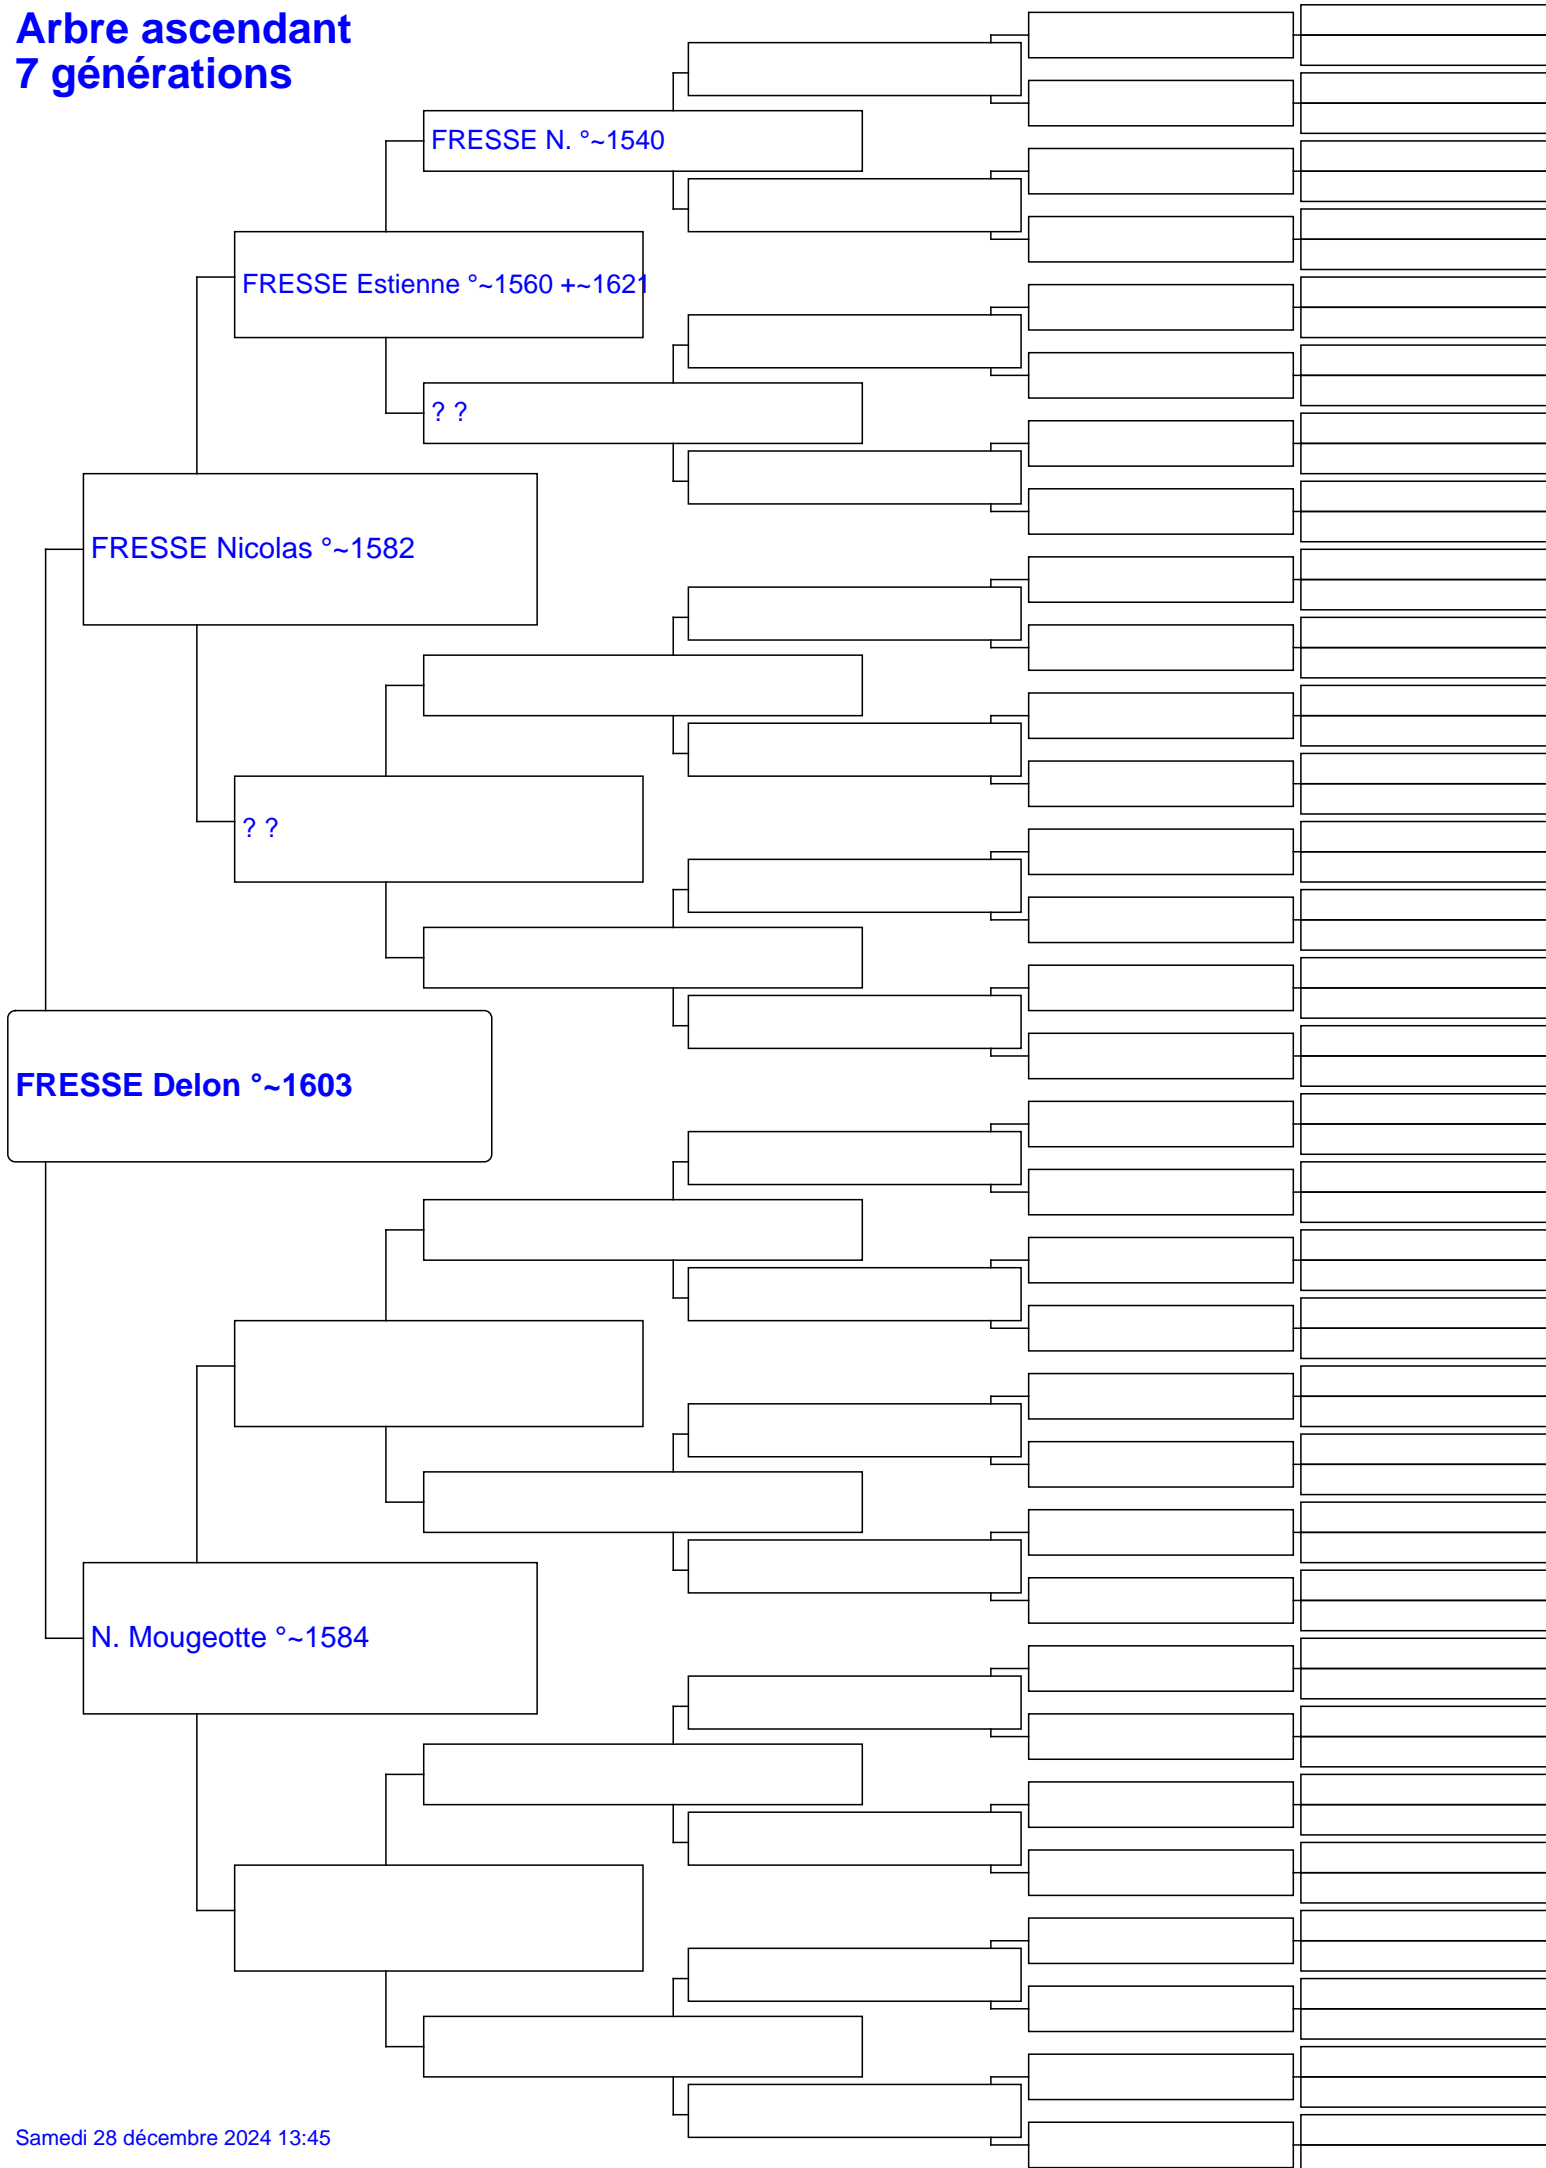 Arbre ascendant
7 générations
FRESSE N. °~1540
FRESSE Estienne °~1560 +~1621
? ?
FRESSE Nicolas °~1582
? ?
FRESSE Delon °~1603
N. Mougeotte °~1584
Samedi 28 décembre 2024 13:45